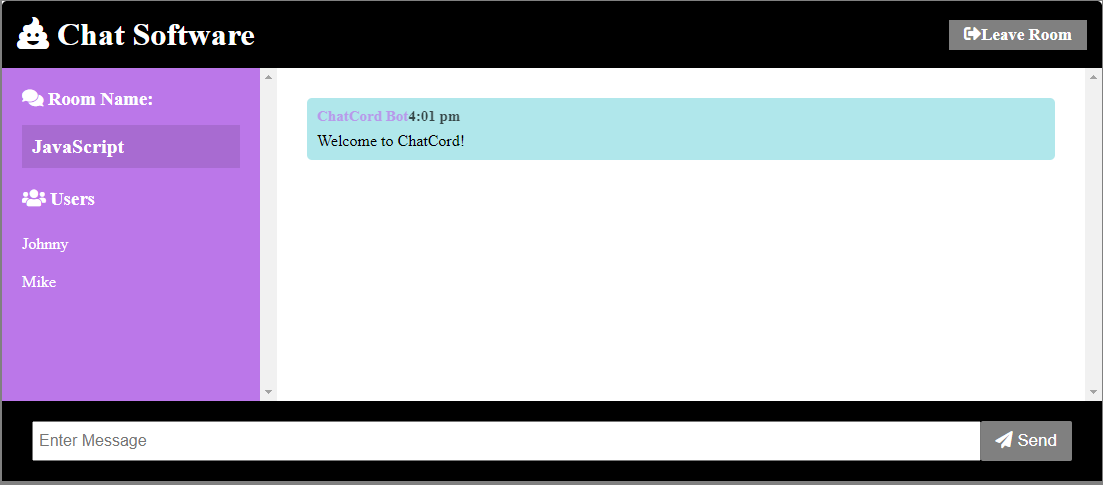 Chat Software
Leave Room
Room Name:
JavaScript
Users
Johnny
Mike
ChatCord Bot4:01 pm
Welcome to ChatCord!
Enter Message
Send